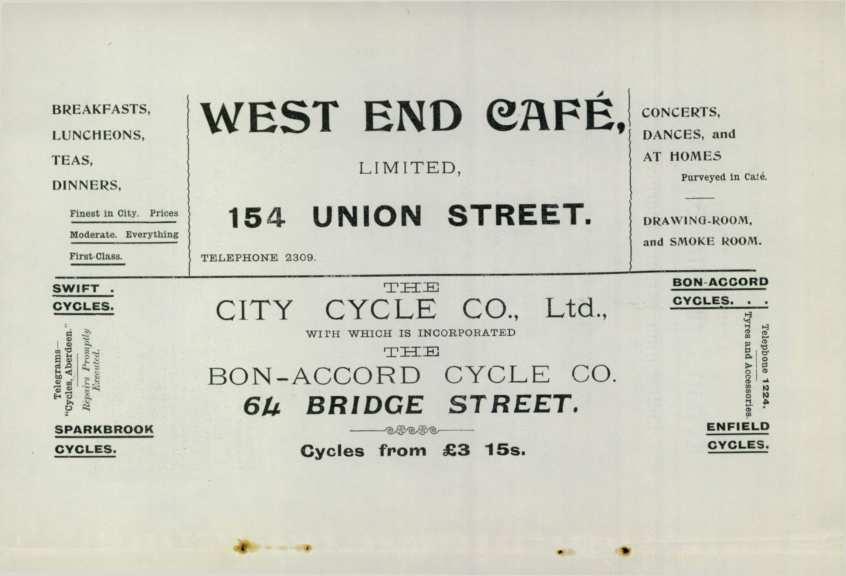 BREAKFASTS,
LUNCHEONS,
TEAS,
DINNERS,
Finest in City. Prices
Moderate. Everything
First-Class.
WEST END CAFÉ,
LIMITED,
154 UNION STREET.
TELEPHONE 2309.
CONCERTS,
DANCES, and
AT HOMES
Purveyed in Café.
DRAWING-ROOM,
and SMOKE ROOM.
SWIFT .
CYCLES.
Telegrams—
"Cycles, Aberdeen."
Repairs Promptly
Executed.
SPARKBROOK
CYCLES.
THE
CITY CYCLE CO., Ltd.,
WITH WHICH IS INCORPORATED
THE
BON-ACCORD CYCLE CO.
64 BRIDGE STREET.
Cycles from £3 15s.
BON-ACCORD
CYCLES. . .
Telephone 1224.
Tyres and Accessories.
ENFIELD
CYCLES.